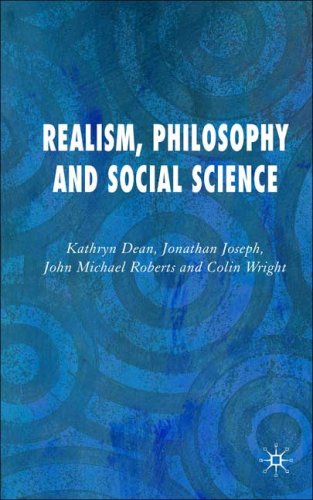 REALISM, PHILOSOPHY
AND SOCIAL SCIENCE
Kathryn Dean, Jonathan Joseph,
John Michael Roberts and Colin Wright